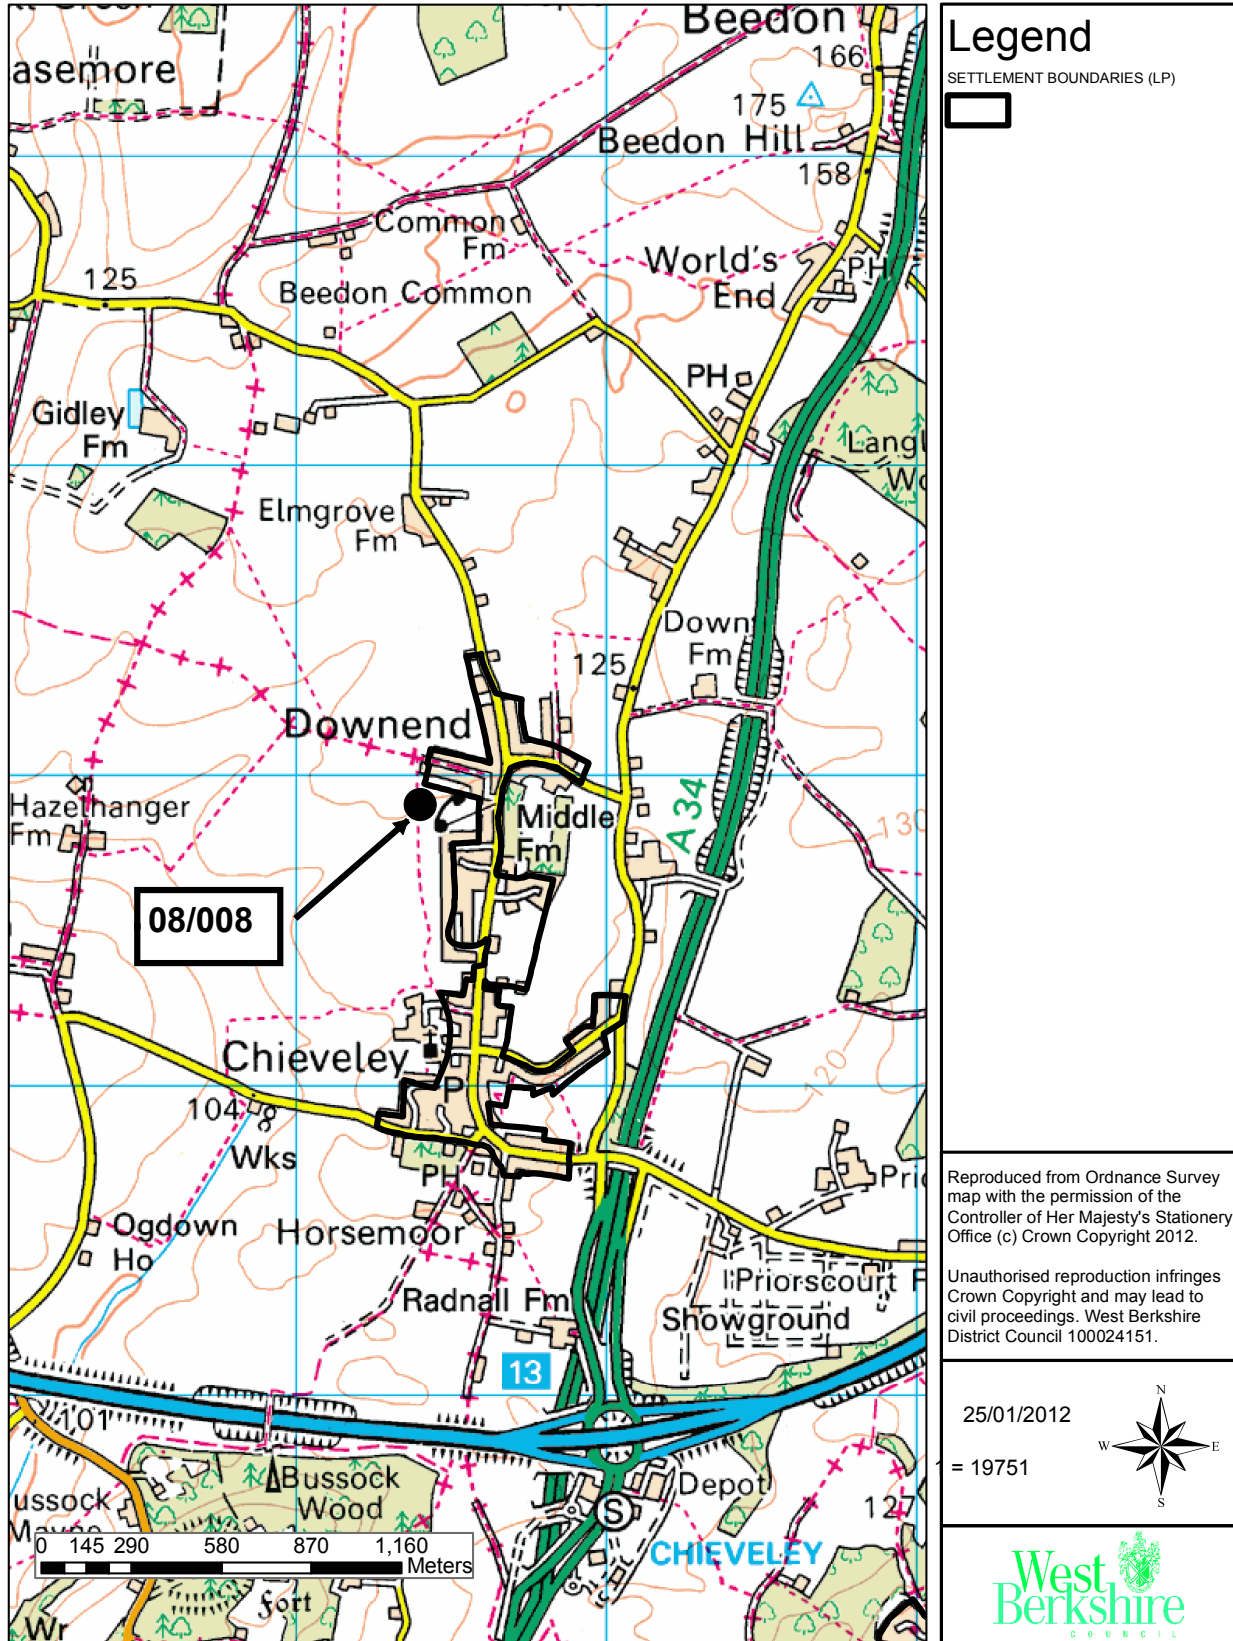 Beedon
166
asemore
175
Beedon Hill
158
Common
Fm
World's
End
PH
125
Beedon Common
PH
Gidley
Fm
Elmgrove
Fm
Down
Fm
125
Downend
A 34
Hazelhanger
Fm
Middle
Fm
130
08/008
Chieveley
P
120
104
Wks
PH
Ogdown
Ho
Horsemoor
Radnall Fm
Priorscourt F
Showground
13
101
Bussock
Wood
Depot
ussock
127
S
CHIEVELEY
0 145 290 580 870 1,160
Meters
fort
Wr
Legend
SETTLEMENT BOUNDARIES (LP)
Reproduced from Ordnance Survey
map with the permission of the
Controller of Her Majesty's Stationery
Office (c) Crown Copyright 2012.
Unauthorised reproduction infringes
Crown Copyright and may lead to
civil proceedings. West Berkshire
District Council 100024151.
25/01/2012
N
W E
S
= 19751
West
Berkshire
COUNCIL